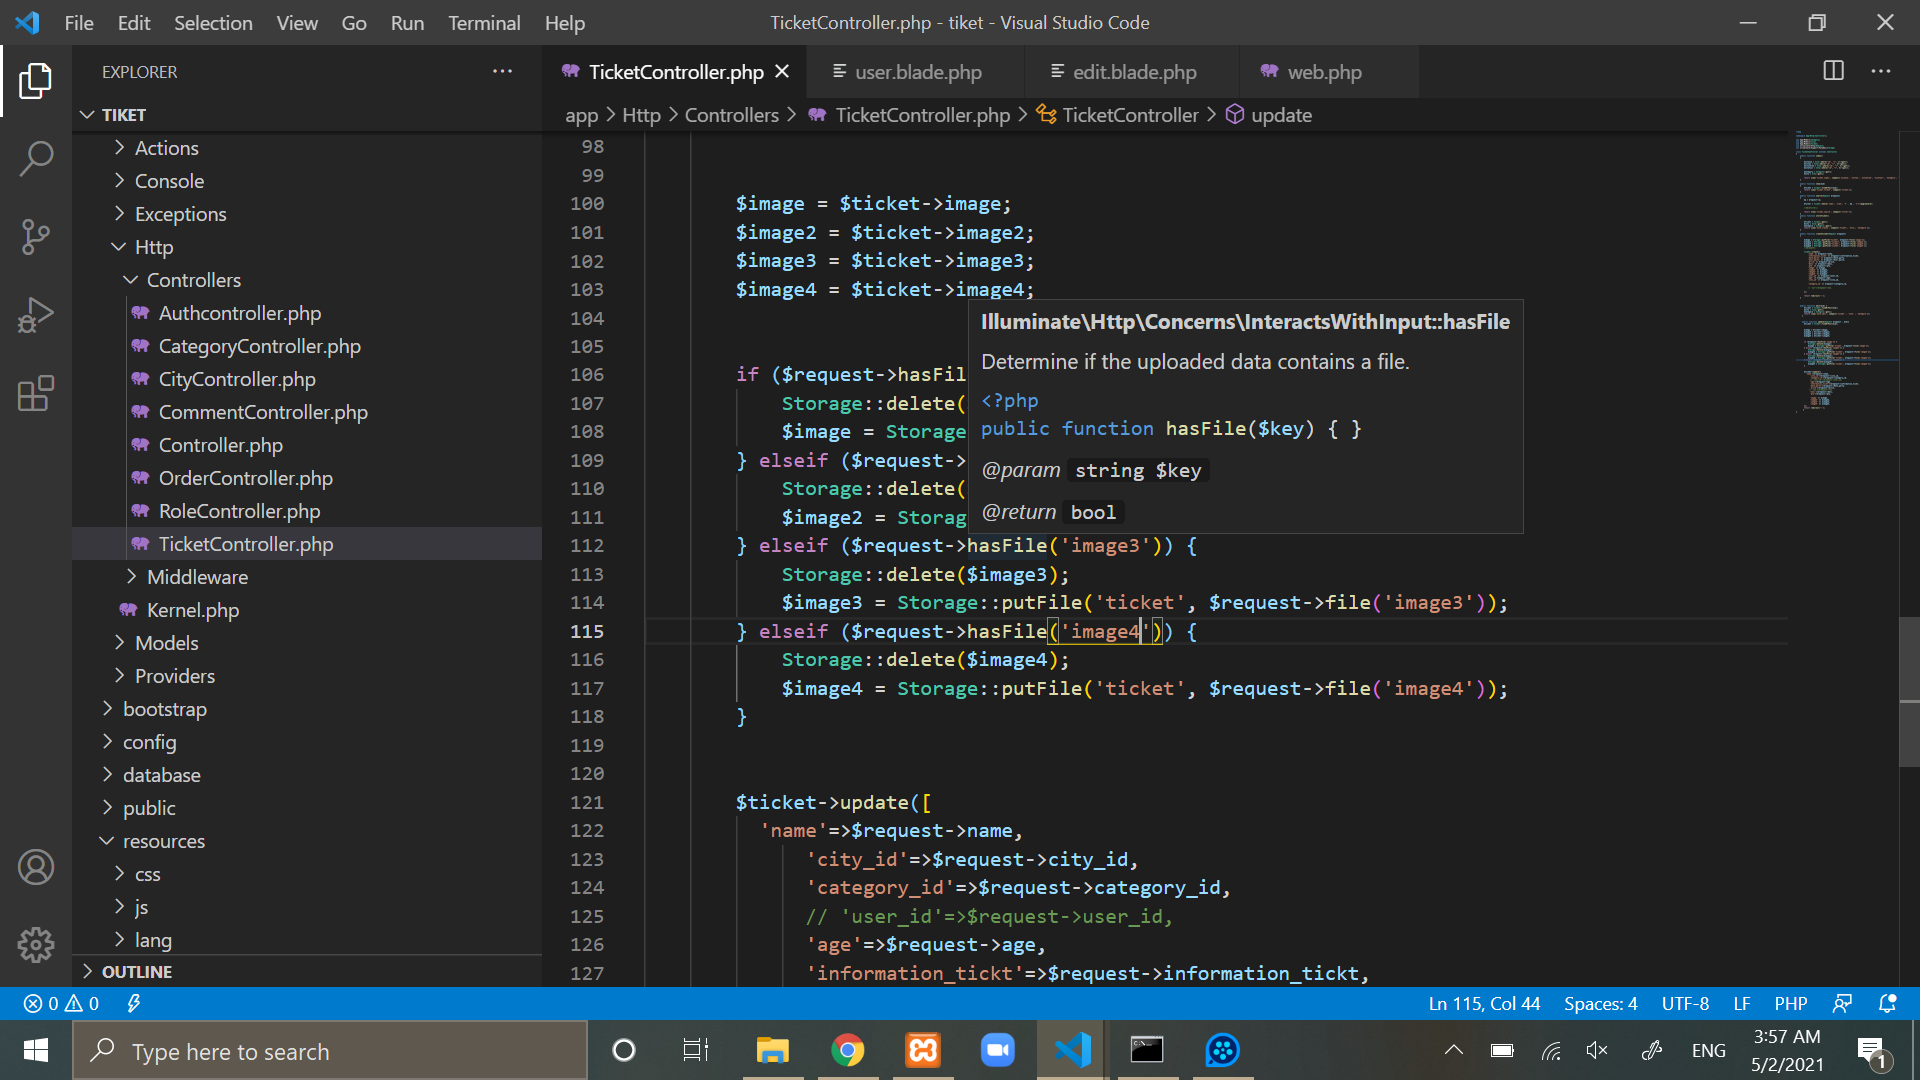 File Edit Selection View Go Run Terminal Help
TicketController.php - tiket - Visual Studio Code
EXPLORER
TIKET
Actions
Console
Exceptions
Http
Controllers
Authcontroller.php
CategoryController.php
CityController.php
CommentController.php
Controller.php
OrderController.php
RoleController.php
TicketController.php
Middleware
Kernel.php
Models
Providers
bootstrap
config
database
public
resources
css
js
lang
OUTLINE
TicketController.php user.blade.php edit.blade.php web.php
app > Http > Controllers > TicketController.php > TicketController > update
98
99
100 $image = $ticket->image;
101 $image2 = $ticket->image2;
102 $image3 = $ticket->image3;
103 $image4 = $ticket->image4;
104
105
106 if ($request->hasFil
107 Storage::delete(
108 $image = Storage
109 } elseif ($request->
110 Storage::delete(
111 $image2 = Storag
112 } elseif ($request->hasFile('image3')) {
113 Storage::delete($image3);
114 $image3 = Storage::putFile('ticket', $request->file('image3'));
115 } elseif ($request->hasFile('image4')) {
116 Storage::delete($image4);
117 $image4 = Storage::putFile('ticket', $request->file('image4'));
118 }
119
120
121 $ticket->update([
122 'name'=>$request->name,
123 'city_id'=>$request->city_id,
124 'category_id'=>$request->category_id,
125 // 'user_id'=>$request->user_id,
126 'age'=>$request->age,
127 'information_tickt'=>$request->information_tickt,
Illuminate\Http\Concerns\InteractsWithInput::hasFile
Determine if the uploaded data contains a file.
<?php
public function hasFile($key) { }
@param string $key
@return bool
0 0
Ln 115, Col 44 Spaces: 4 UTF-8 LF PHP
Type here to search
ENG
3:57 AM
5/2/2021
1